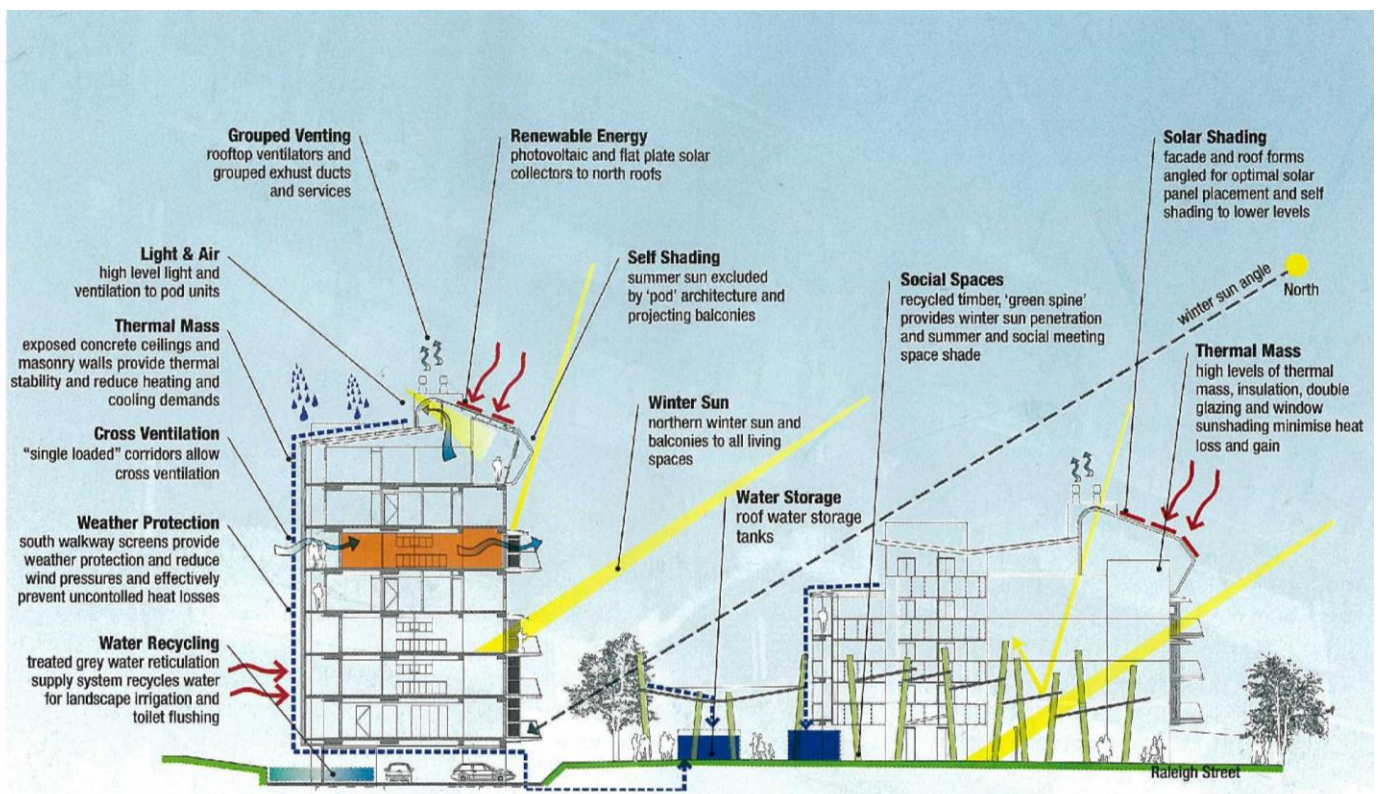 Grouped Venting
rooftop ventilators and
grouped exhust ducts
and services
Renewable Energy
photovoltaic and flat plate solar
collectors to north roofs
Solar Shading
facade and roof forms
angled for optimal solar
panel placement and self
shading to lower levels
Light & Air
high level light and
ventilation to pod units
Self Shading
summer sun excluded
by ‘pod’ architecture and
projecting balconies
Social Spaces
recycled timber, ‘green spine’
provides winter sun penetration
and summer and social meeting
space shade
winter sun angle
North
Thermal Mass
exposed concrete ceilings and
masonry walls provide thermal
stability and reduce heating and
cooling demands
Thermal Mass
high levels of thermal
mass, insulation, double
glazing and window
sunshading minimise heat
loss and gain
Winter Sun
northern winter sun and
balconies to all living
spaces
Cross Ventilation
“single loaded” corridors allow
cross ventilation
Water Storage
roof water storage
tanks
Weather Protection
south walkway screens provide
weather protection and reduce
wind pressures and effectively
prevent uncontolled heat losses
Water Recycling
treated grey water reticulation
supply system recycles water
for landscape irrigation and
toilet flushing
Raleigh Street